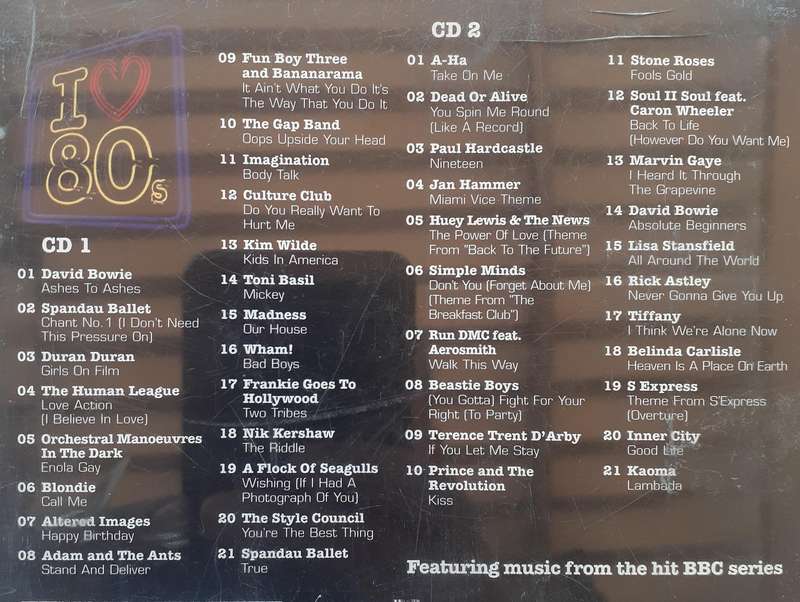 I
80s
CD 1
01 David Bowie
Ashes To Ashes
02 Spandau Ballet
Chant No.1 (I Don't Need
This Pressure On)
03 Duran Duran
Girls On Film
04 The Human League
Love Action
(I Believe In Love)
05 Orchestral Manoeuvres
In The Dark
Enola Gay
06 Blondie
Call Me
07 Altered Images
Happy Birthday
08 Adam and The Ants
Stand And Deliver
09 Fun Boy Three
and Bananarama
It Ain't What You Do It's
The Way That You Do It
10 The Gap Band
Oops Upside Your Head
11 Imagination
Body Talk
12 Culture Club
Do You Really Want To
Hurt Me
13 Kim Wilde
Kids In America
14 Toni Basil
Mickey
15 Madness
Our House
16 Wham!
Bad Boys
17 Frankie Goes To
Hollywood
Two Tribes
18 Nik Kershaw
The Riddle
19 A Flock Of Seagulls
Wishing (If I Had A
Photograph Of You)
20 The Style Council
You're The Best Thing
21 Spandau Ballet
True
CD 2
01 A-Ha
Take On Me
02 Dead Or Alive
You Spin Me Round
(Like A Record)
03 Paul Hardcastle
Nineteen
04 Jan Hammer
Miami Vice Theme
05 Huey Lewis & The News
The Power Of Love (Theme
From "Back To The Future")
06 Simple Minds
Don't You (Forget About Me)
(Theme From "The
Breakfast Club")
07 Run DMC feat.
Aerosmith
Walk This Way
08 Beastie Boys
(You Gotta) Fight For Your
Right (To Party)
09 Terence Trent D'Arby
If You Let Me Stay
10 Prince and The
Revolution
Kiss
11 Stone Roses
Fools Gold
12 Soul II Soul feat.
Caron Wheeler
Back To Life
(However Do You Want Me)
13 Marvin Gaye
I Heard It Through
The Grapevine
14 David Bowie
Absolute Beginners
15 Lisa Stansfield
All Around The World
16 Rick Astley
Never Gonna Give You Up
17 Tiffany
I Think We're Alone Now
18 Belinda Carlisle
Heaven Is A Place On Earth
19 S Express
Theme From S'Express
(Overture)
20 Inner City
Good Life
21 Kaoma
Lambada
Featuring music from the hit BBC series